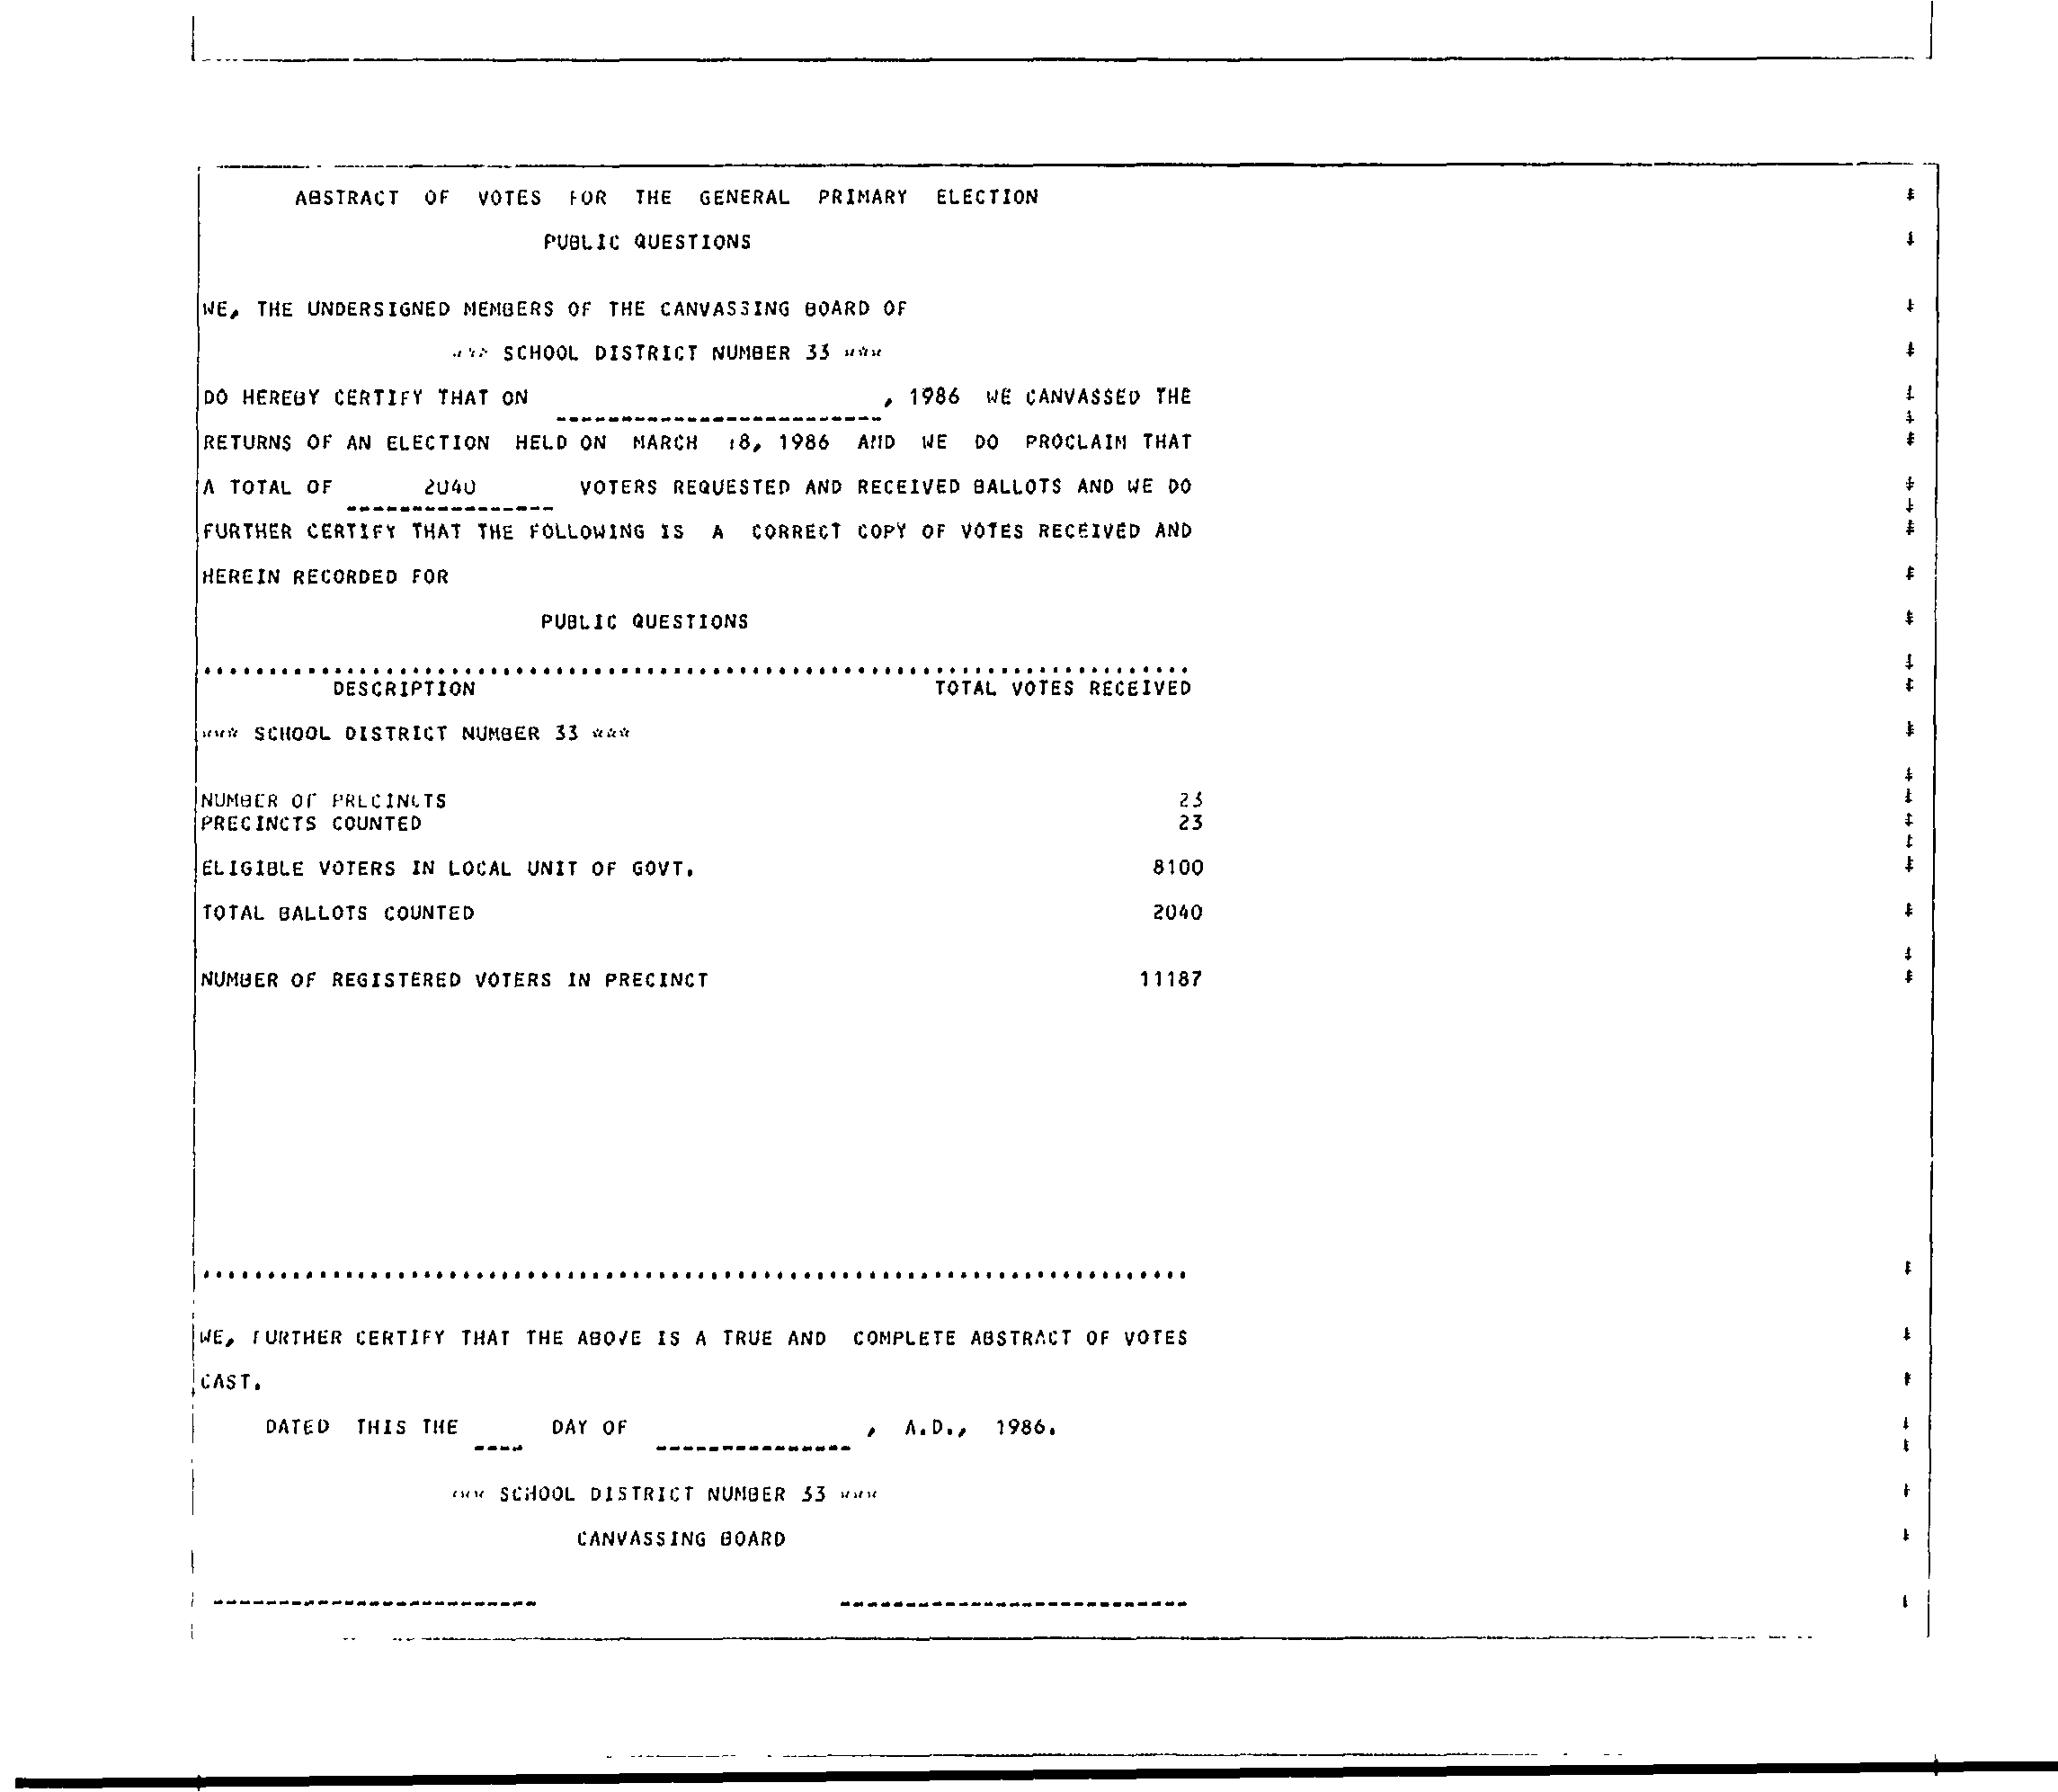 ABSTRACT OF VOTES FOR THE GENERAL PRIMARY ELECTION
PUBLIC QUESTIONS
WE, THE UNDERSIGNED MEMBERS OF THE CANVASSING BOARD OF
*** SCHOOL DISTRICT NUMBER 33 ***
DO HEREBY CERTIFY THAT ON , 1986 WE CANVASSED THE
RETURNS OF AN ELECTION HELD ON MARCH 18, 1986 AND WE DO PROCLAIM THAT
A TOTAL OF 2040 VOTERS REQUESTED AND RECEIVED BALLOTS AND WE DO
FURTHER CERTIFY THAT THE FOLLOWING IS A CORRECT COPY OF VOTES RECEIVED AND
HEREIN RECORDED FOR
PUBLIC QUESTIONS
DESCRIPTION TOTAL VOTES RECEIVED
*** SCHOOL DISTRICT NUMBER 33 ***
NUMBER OF PRECINCTS 23
PRECINCTS COUNTED 23
ELIGIBLE VOTERS IN LOCAL UNIT OF GOVT. 8100
TOTAL BALLOTS COUNTED 2040
NUMBER OF REGISTERED VOTERS IN PRECINCT 11187
WE, FURTHER CERTIFY THAT THE ABOVE IS A TRUE AND COMPLETE ABSTRACT OF VOTES
CAST.
DATED THIS THE ____ DAY OF _______________ , A.D., 1986.
*** SCHOOL DISTRICT NUMBER 33 ***
CANVASSING BOARD